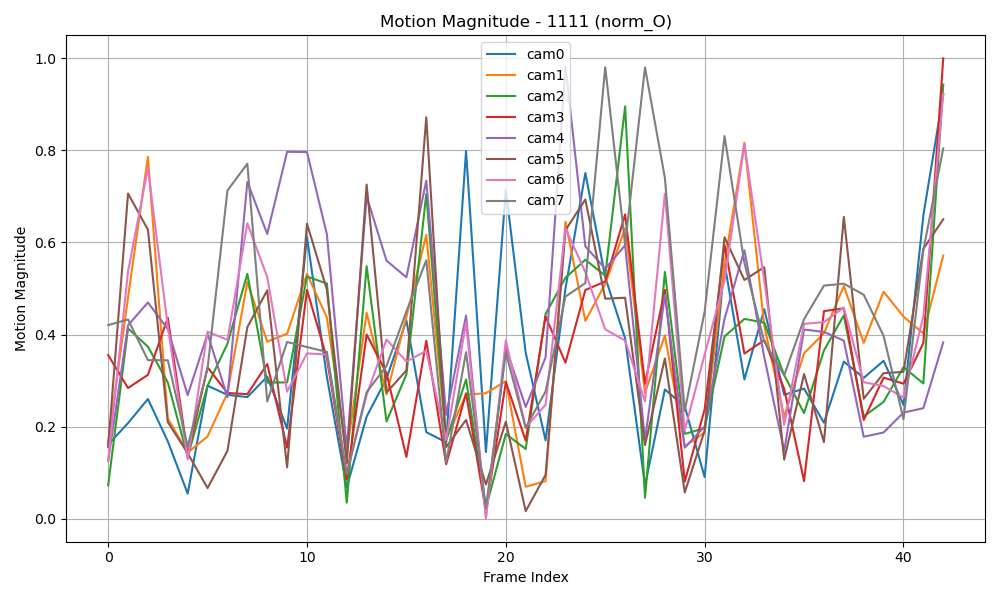 Motion Magnitude - 1111 (norm_O)
Motion Magnitude
1.0
0.8
0.6
0.4
0.2
0.0
cam0
cam1
cam2
cam3
cam4
cam5
cam6
cam7
0 10 20 30 40
Frame Index